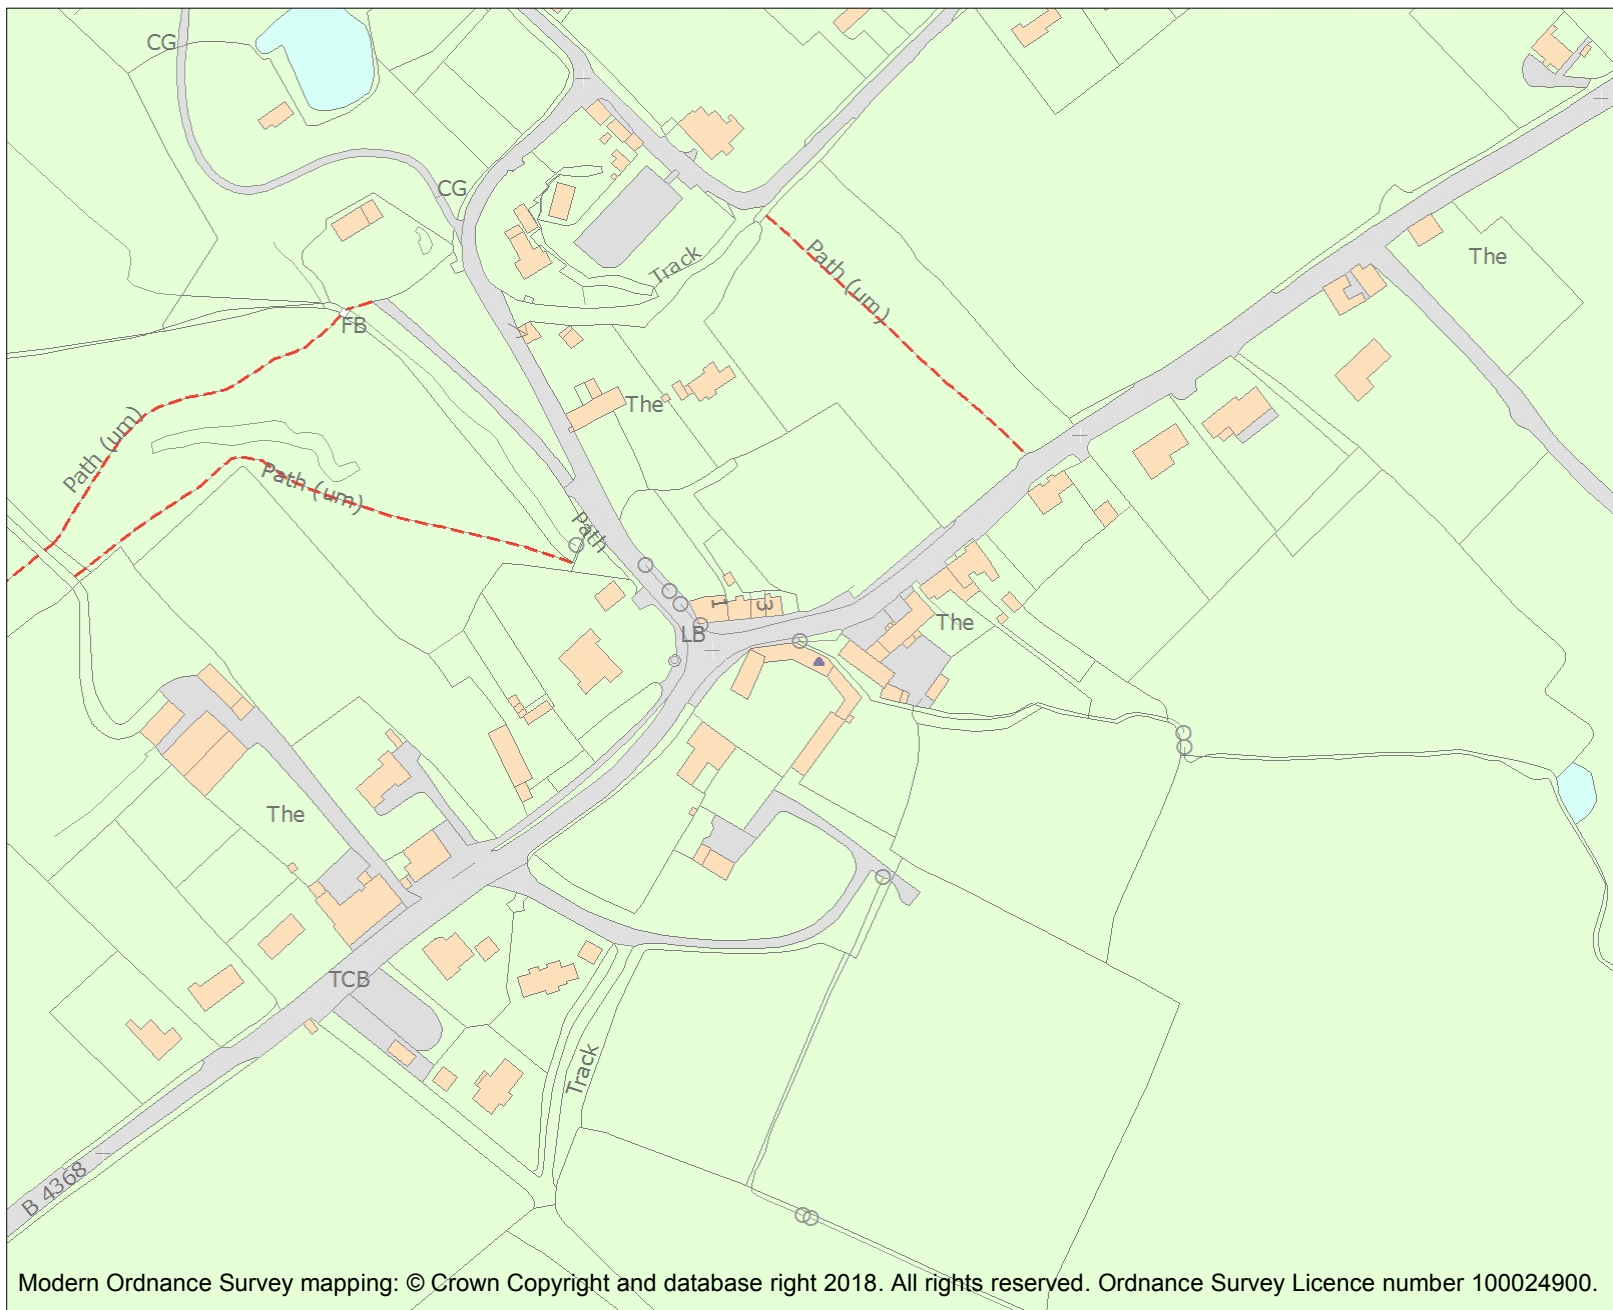 CG
CG
The
Track
Path (um)
FB
The
Path (um)
Path (um)
Path
1
3
LB
The
The
TCB
Track
B 4368
Modern Ordnance Survey mapping: © Crown Copyright and database right 2018. All rights reserved. Ordnance Survey Licence number 100024900.